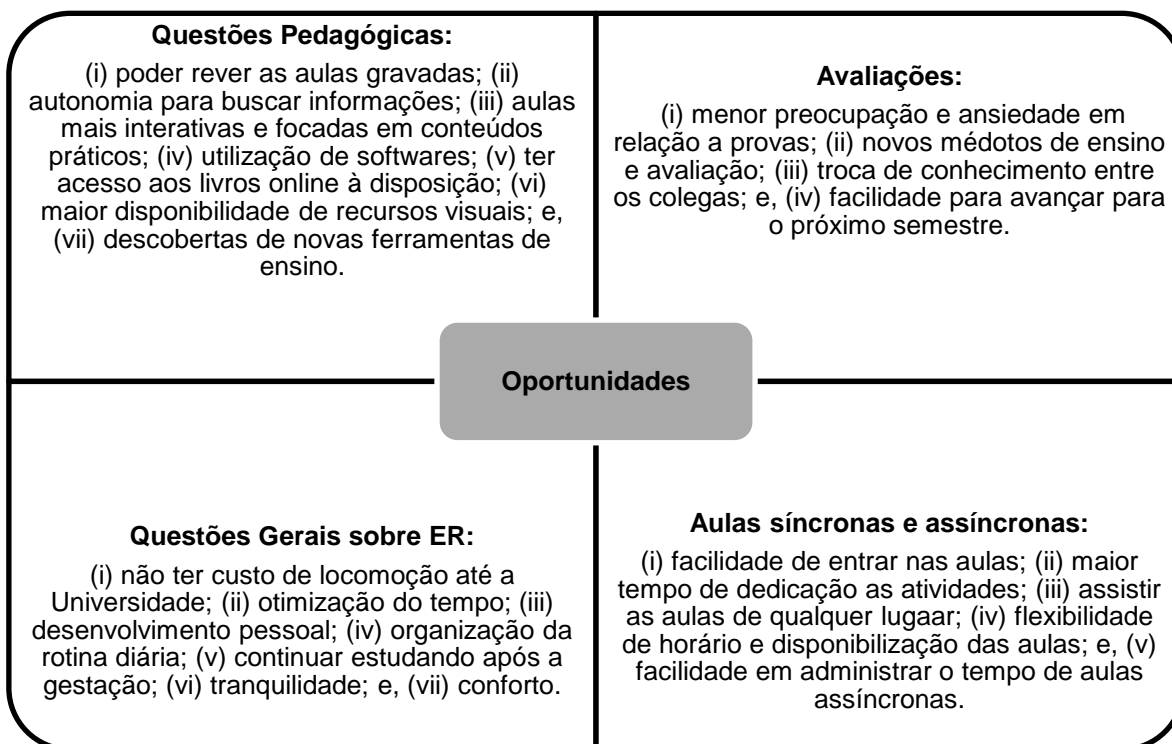 Questões Pedagógicas:
(i) poder rever as aulas gravadas; (ii)
autonomia para buscar informações; (iii) aulas
mais interativas e focadas em conteúdos
práticos; (iv) utilização de softwares; (v) ter
acesso aos livros online à disposição; (vi)
maior disponibilidade de recursos visuais; e,
(vii) descobertas de novas ferramentas de
ensino.
Avaliações:
(i) menor preocupação e ansiedade em
relação a provas; (ii) novos médotos de ensino
e avaliação; (iii) troca de conhecimento entre
os colegas; e, (iv) facilidade para avançar para
o próximo semestre.
Oportunidades
Questões Gerais sobre ER:
(i) não ter custo de locomoção até a
Universidade; (ii) otimização do tempo; (iii)
desenvolvimento pessoal; (iv) organização da
rotina diária; (v) continuar estudando após a
gestação; (vi) tranquilidade; e, (vii) conforto.
Aulas síncronas e assíncronas:
(i) facilidade de entrar nas aulas; (ii) maior
tempo de dedicação as atividades; (iii) assistir
as aulas de qualquer lugaar; (iv) flexibilidade
de horário e disponibilização das aulas; e, (v)
facilidade em administrar o tempo de aulas
assíncronas.